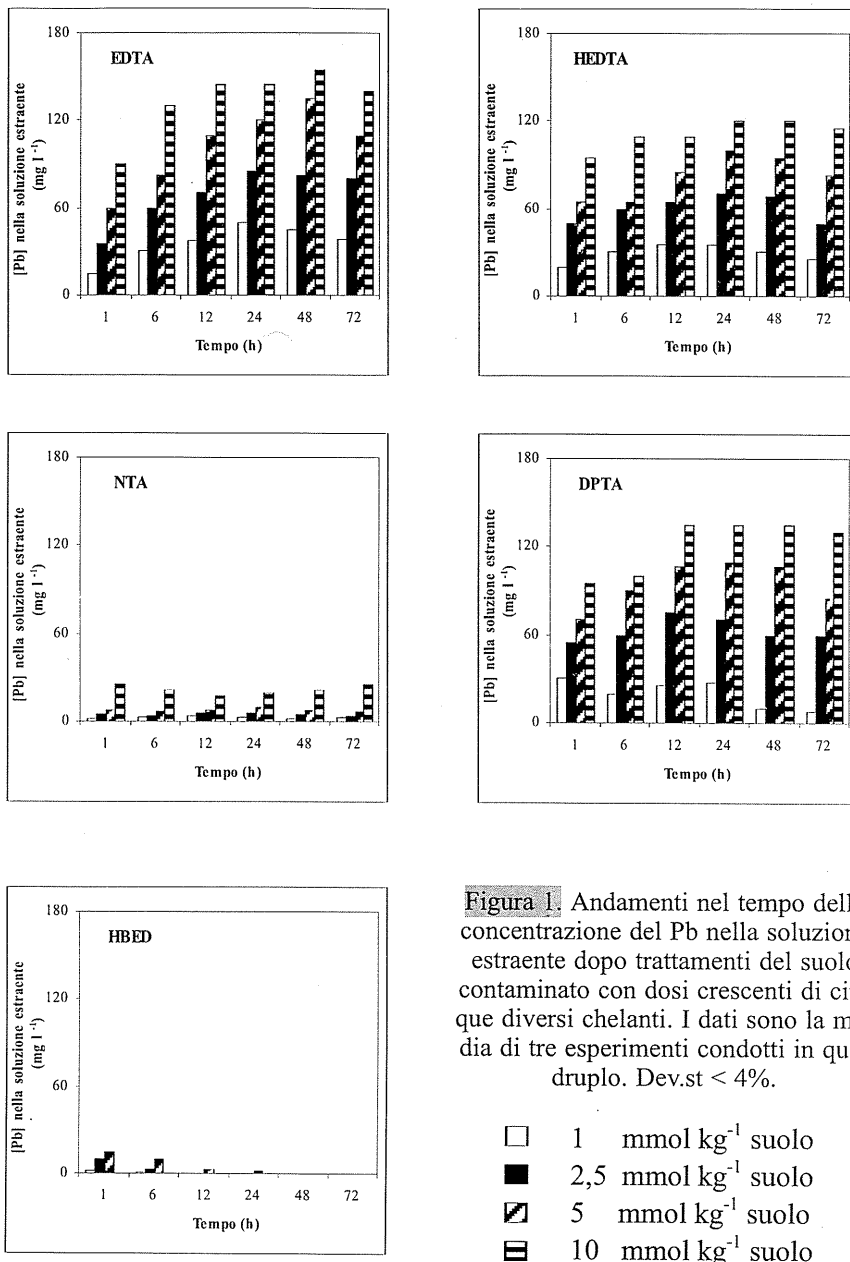 180
EDTA
120
60
0
[Pb] nella soluzione estraente
(mg l⁻¹)
1 6 12 24 48 72
Tempo (h)
180
HEDTA
120
60
0
[Pb] nella soluzione estraente
(mg l⁻¹)
1 6 12 24 48 72
Tempo (h)
180
NTA
120
60
0
[Pb] nella soluzione estraente
(mg l⁻¹)
1 6 12 24 48 72
Tempo (h)
180
DPTA
120
60
0
[Pb] nella soluzione estraente
(mg l⁻¹)
1 6 12 24 48 72
Tempo (h)
180
HBED
120
60
0
[Pb] nella soluzione estraente
(mg l⁻¹)
1 6 12 24 48 72
Tempo (h)
Figura 1. Andamenti nel tempo dell
concentrazione del Pb nella soluzion
estraente dopo trattamenti del suolo
contaminato con dosi crescenti di ci
que diversi chelanti. I dati sono la m
dia di tre esperimenti condotti in qu
druplo. Dev.st < 4%.
1 mmol kg⁻¹ suolo
2,5 mmol kg⁻¹ suolo
5 mmol kg⁻¹ suolo
10 mmol kg⁻¹ suolo